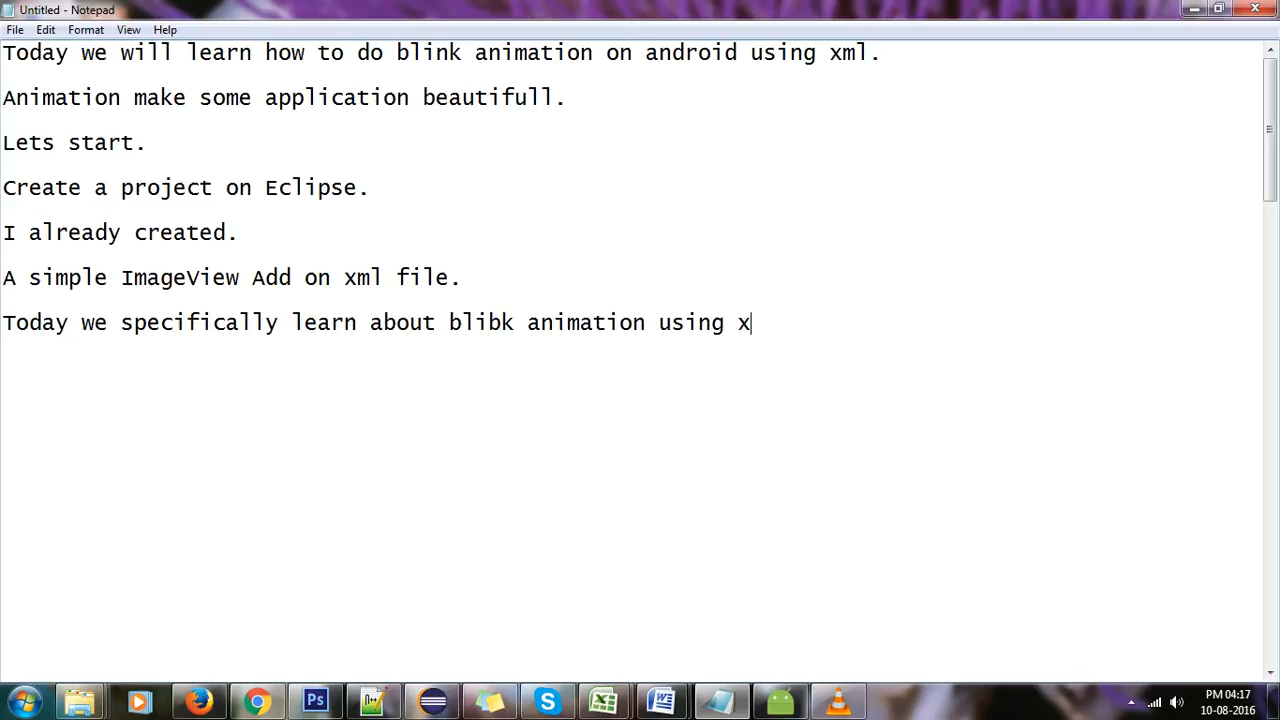 Untitled - Notepad
File Edit Format View Help
Today we will learn how to do blink animation on android using xml.
Animation make some application beautifull.
Lets start.
Create a project on Eclipse.
I already created.
A simple ImageView Add on xml file.
Today we specifically learn about blibk animation using x
Ps
PM 04:17
10-08-2016